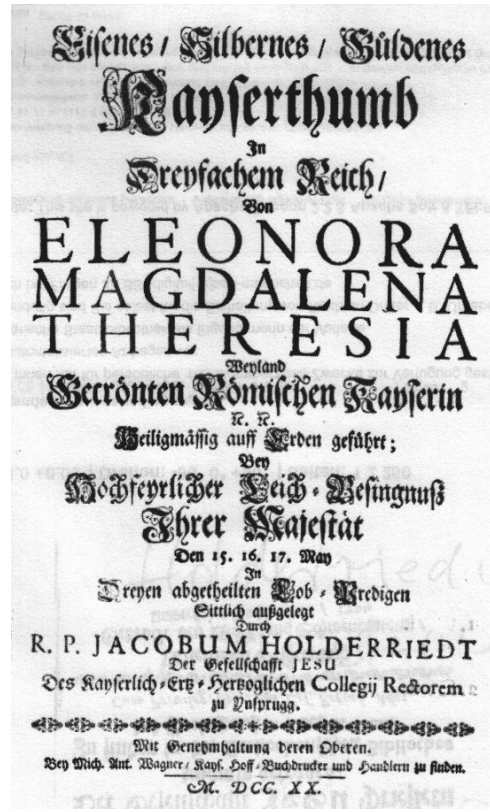 Eisenes / Silbernes / Güldenes
Kayserthumb
In
Dreyfachem Reich /
Von
ELEONORA
MAGDALENA
THERESIA
Weyland
Gecrönten Römischen Kayserin
N. N.
Heiligmässig auff Erden geführt;
Bey
Hochfeyrlicher Leich-Besingnuß
Ihrer Majestät
Den 15. 16. 17. May
In
Dreyen abgetheilten Lob-Predigen
Sittlich außgelegt
Durch
R. P. JACOBUM HOLDERRIEDT
Der Gesellschafft JESU
Des Kayserlich-Ertz-Hertzoglichen Collegij Rectorem
zu Ynsprugg.
Mit Genehmhaltung deren Oberen.
Bey Mich. Ant. Wagner / Kays. Hoff-Buchdrucker und Handlern zu finden.
M. DCC. XX.